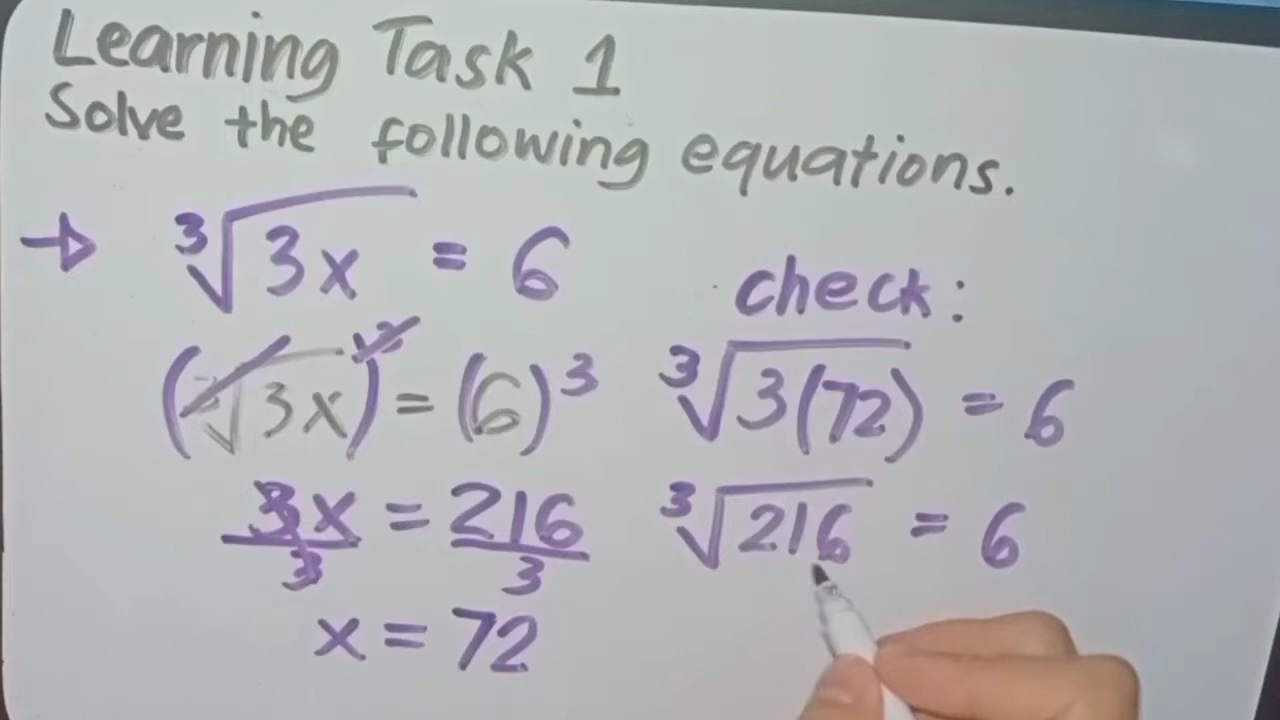 Learning Task 1
Solve the following equations.
→ ∛3x = 6
(∛3x)³ = (6)³
3x/3 = 216/3
x = 72
check:
∛3(72) = 6
∛216 = 6